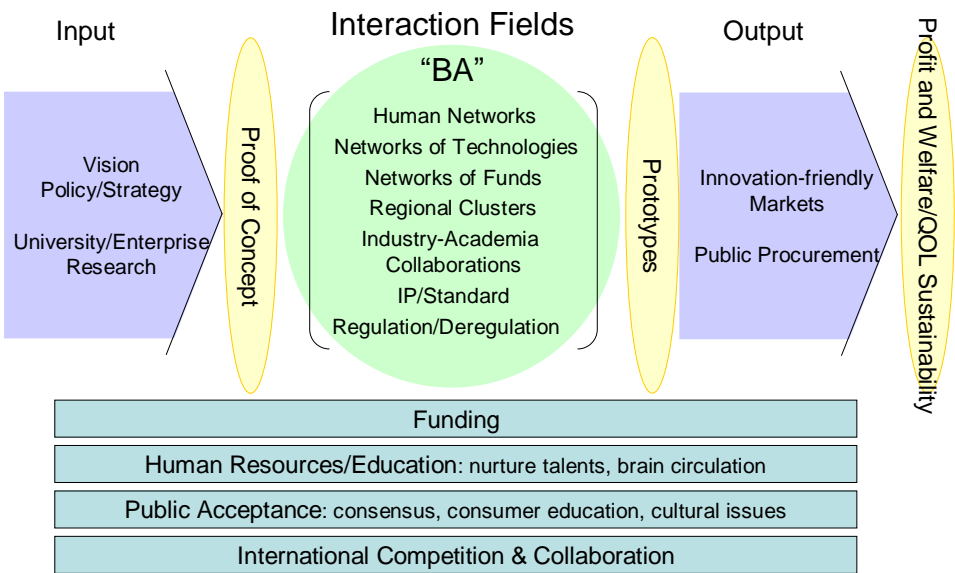 Input
Vision
Policy/Strategy
University/Enterprise
Research
Proof of Concept
Interaction Fields
“BA”
Human Networks
Networks of Technologies
Networks of Funds
Regional Clusters
Industry-Academia
Collaborations
IP/Standard
Regulation/Deregulation
Prototypes
Output
Innovation-friendly
Markets
Public Procurement
Profit and Welfare/QOL Sustainability
Funding
Human Resources/Education: nurture talents, brain circulation
Public Acceptance: consensus, consumer education, cultural issues
International Competition & Collaboration